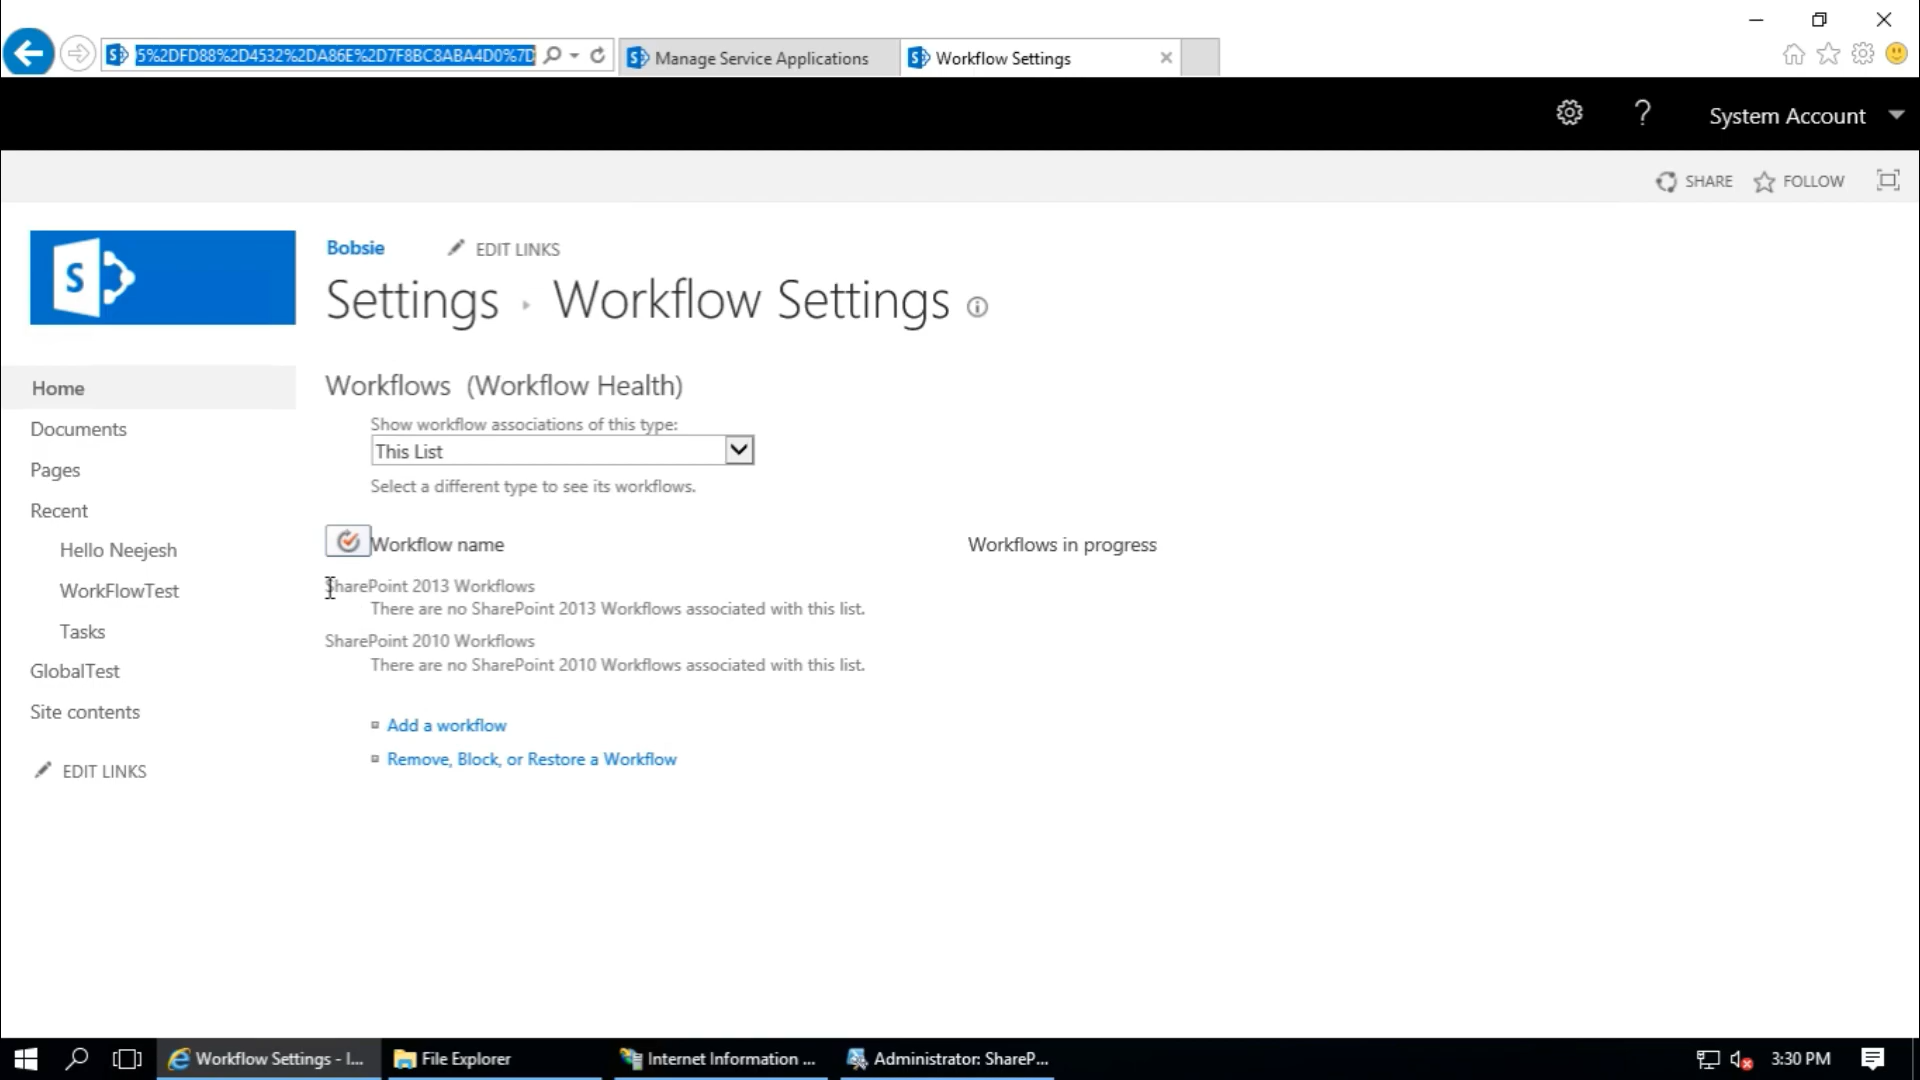 5%2DFD88%2D4532%2DA86E%2D7F8BC8ABA4D0%7D
Manage Service Applications
Workflow Settings
System Account
SHARE
FOLLOW
S
Bobsie
EDIT LINKS
Settings
Workflow Settings
Home
Documents
Pages
Recent
Hello Neejesh
WorkFlowTest
Tasks
GlobalTest
Site contents
EDIT LINKS
Workflows (Workflow Health)
Show workflow associations of this type:
This List
Select a different type to see its workflows.
Workflow name
Workflows in progress
SharePoint 2013 Workflows
There are no SharePoint 2013 Workflows associated with this list.
SharePoint 2010 Workflows
There are no SharePoint 2010 Workflows associated with this list.
Add a workflow
Remove, Block, or Restore a Workflow
Workflow Settings - I...
File Explorer
Internet Information ...
Administrator: ShareP...
3:30 PM